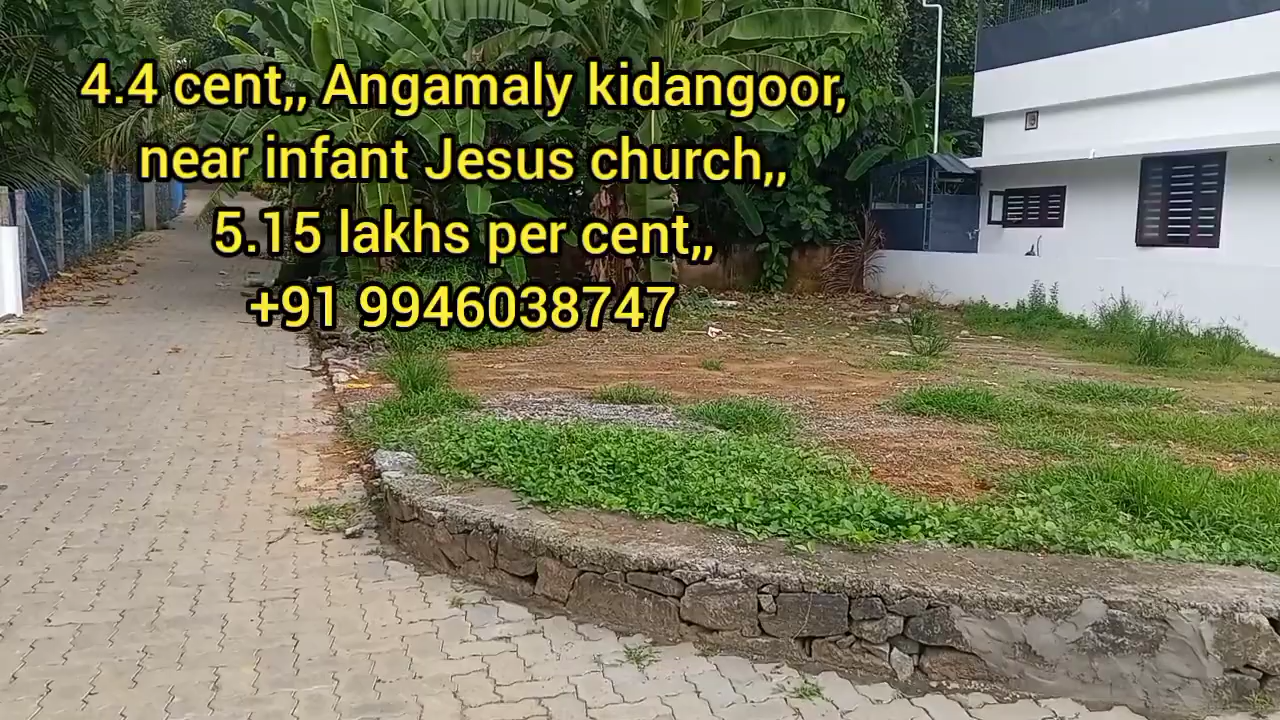 4.4 cent,, Angamaly kidangoor,
near infant Jesus church,,
5.15 lakhs per cent,,
+91 9946038747